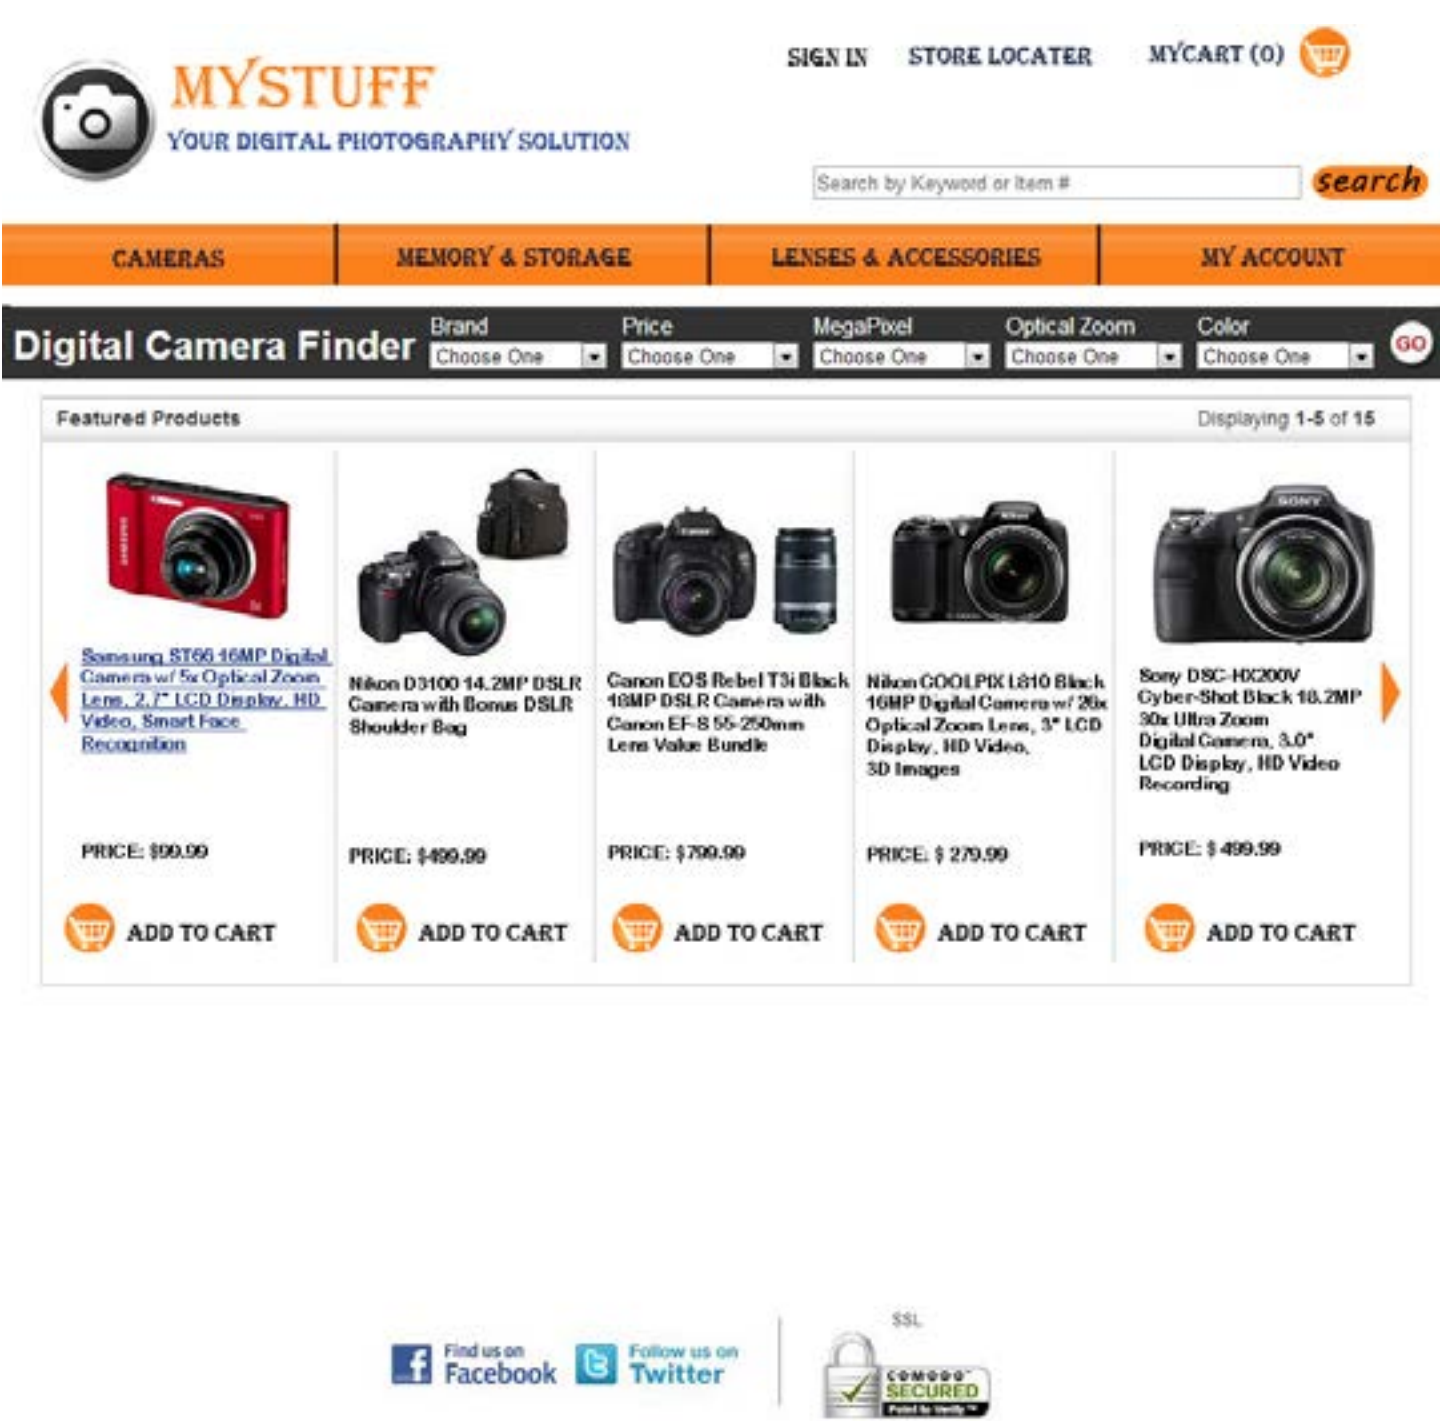 SIGN IN STORE LOCATER MYCART (0)
MYSTUFF
YOUR DIGITAL PHOTOGRAPHY SOLUTION
Search by Keyword or Item # search
CAMERAS MEMORY & STORAGE LENSES & ACCESSORIES MY ACCOUNT
Digital Camera Finder
Brand Price MegaPixel Optical Zoom Color
Choose One Choose One Choose One Choose One Choose One GO
Featured Products Displaying 1-5 of 15
SAMSUNG
Samsung ST66 16MP Digital
Camera w/ 5x Optical Zoom
Lens, 2.7" LCD Display, HD
Video, Smart Face
Recognition
PRICE: $99.99
ADD TO CART
Nikon D3100 14.2MP DSLR
Camera with Bonus DSLR
Shoulder Bag
PRICE: $499.99
ADD TO CART
Canon
Canon EOS Rebel T3i Black
18MP DSLR Camera with
Canon EF-S 55-250mm
Lens Value Bundle
PRICE: $799.99
ADD TO CART
Nikon
Nikon COOLPIX L810 Black
16MP Digital Camera w/ 26x
Optical Zoom Lens, 3" LCD
Display, HD Video,
3D Images
PRICE: $ 279.99
ADD TO CART
SONY
Sony DSC-HX200V
Cyber-Shot Black 18.2MP
30x Ultra Zoom
Digital Camera, 3.0"
LCD Display, HD Video
Recording
PRICE: $ 499.99
ADD TO CART
Find us on
Facebook
Follow us on
Twitter
SSL
COMODO
SECURED
Point to Verify ™